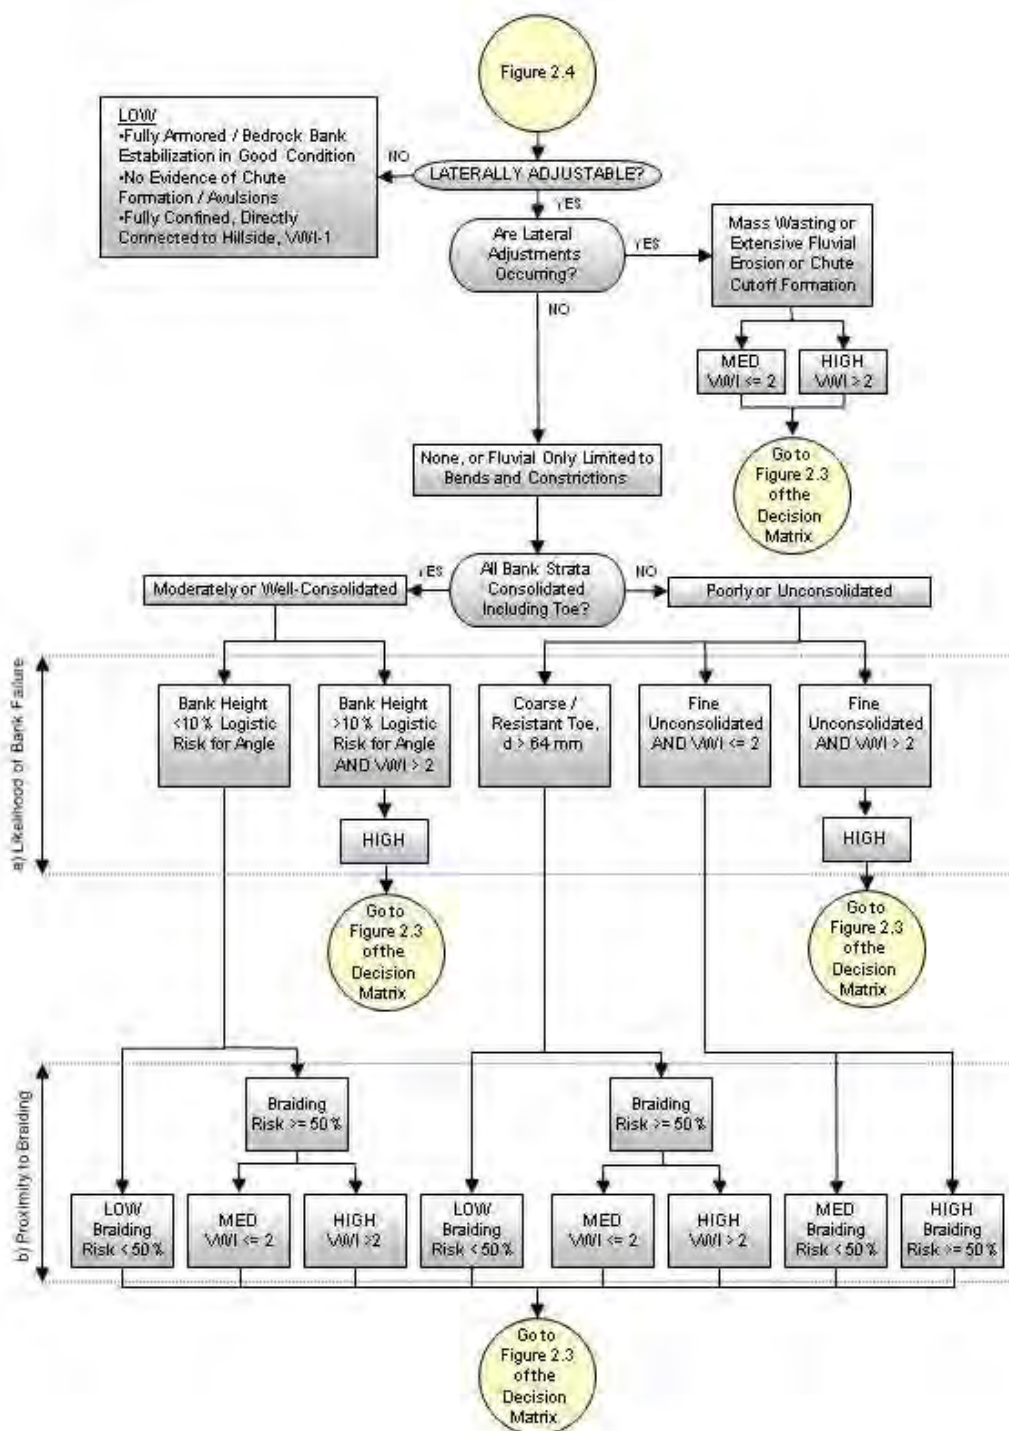 Figure 2.4
LOW
•Fully Armored / Bedrock Bank
Estabilization in Good Condition
•No Evidence of Chute
Formation / Avulsions
•Fully Confined, Directly
Connected to Hillside, VWI~1
NO
LATERALLY ADJUSTABLE?
YES
Are Lateral
Adjustments
Occurring?
YES
Mass Wasting or
Extensive Fluvial
Erosion or Chute
Cutoff Formation
NO
MED
VWI <= 2
HIGH
VWI > 2
None, or Fluvial Only Limited to
Bends and Constrictions
Go to
Figure 2.3
of the
Decision
Matrix
All Bank Strata
Consolidated
Including Toe?
YES
NO
Moderately or Well-Consolidated
Poorly or Unconsolidated
a) Likelihood of Bank Failure
Bank Height
<10 % Logistic
Risk for Angle
Bank Height
>10 % Logistic
Risk for Angle
AND VWI > 2
Coarse /
Resistant Toe,
d > 64 mm
Fine
Unconsolidated
AND VWI <= 2
Fine
Unconsolidated
AND VWI > 2
HIGH
HIGH
Go to
Figure 2.3
of the
Decision
Matrix
Go to
Figure 2.3
of the
Decision
Matrix
b) Proximity to Braiding
Braiding
Risk >= 50 %
Braiding
Risk >= 50 %
LOW
Braiding
Risk < 50 %
MED
VWI <= 2
HIGH
VWI >2
LOW
Braiding
Risk < 50 %
MED
VWI <= 2
HIGH
VWI > 2
MED
Braiding
Risk < 50 %
HIGH
Braiding
Risk >= 50 %
Go to
Figure 2.3
of the
Decision
Matrix